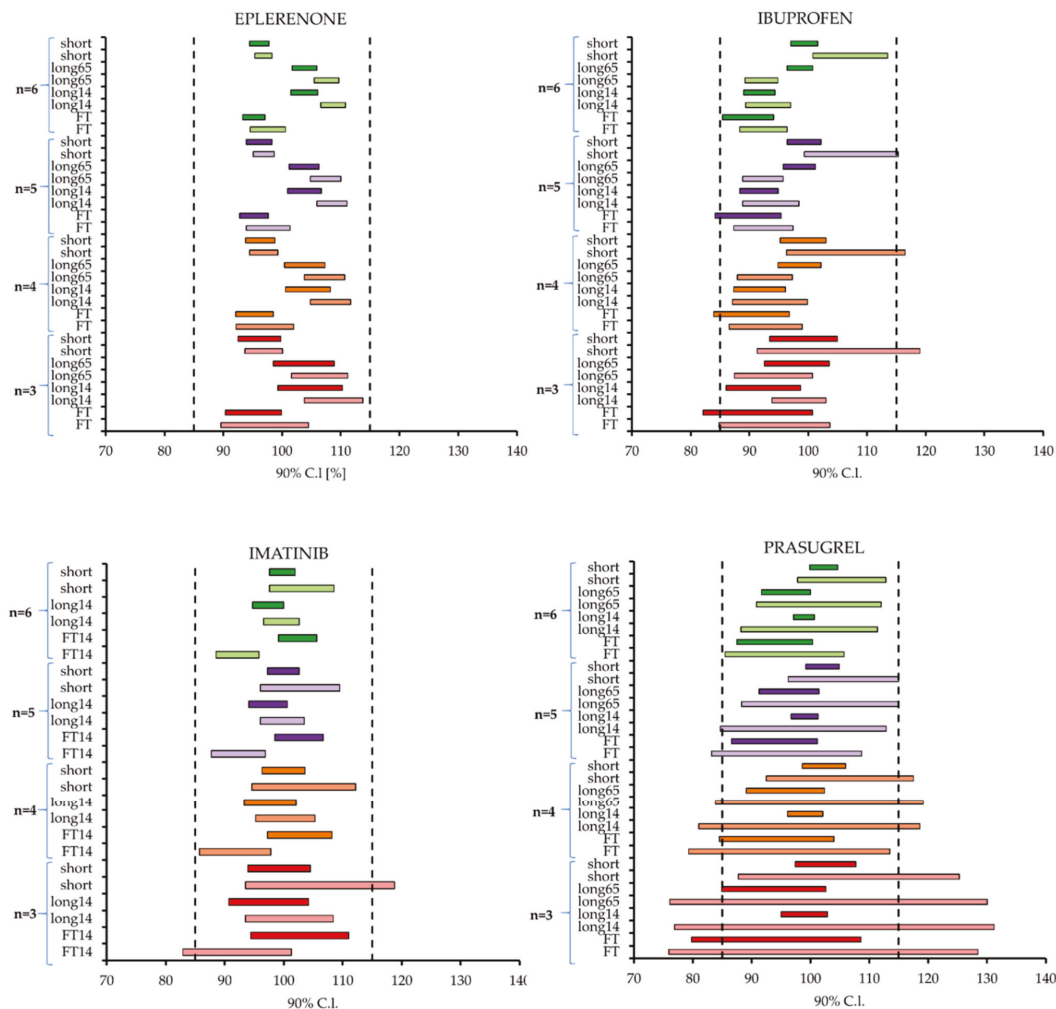 EPLERENONE
short
short
long65
long65
long14
long14
FT
FT
short
short
long65
long65
long14
long14
FT
FT
short
short
long65
long65
long14
long14
FT
FT
short
short
long65
long65
long14
long14
FT
FT
n=6
n=5
n=4
n=3
70 80 90 100 110 120 130 140
90% C.l [%]
IBUPROFEN
short
short
long65
long65
long14
long14
FT
FT
short
short
long65
long65
long14
long14
FT
FT
short
short
long65
long65
long14
long14
FT
FT
short
short
long65
long65
long14
long14
FT
FT
n=6
n=5
n=4
n=3
70 80 90 100 110 120 130 140
90% C.l.
IMATINIB
short
short
long14
long14
FT14
FT14
short
short
long14
long14
FT14
FT14
short
short
long14
long14
FT14
FT14
short
short
long14
long14
FT14
FT14
n=6
n=5
n=4
n=3
70 80 90 100 110 120 130 140
90% C.l.
PRASUGREL
short
short
long65
long65
long14
long14
FT
FT
short
short
long65
long65
long14
long14
FT
FT
short
short
long65
long65
long14
long14
FT
FT
short
short
long65
long65
long14
long14
FT
FT
n=6
n=5
n=4
n=3
70 80 90 100 110 120 130 140
90% C.l.